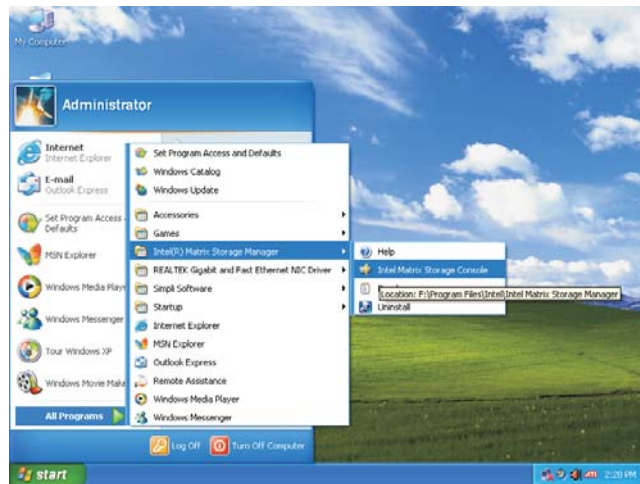 My Computer
Administrator
Internet
Internet Explorer
E-mail
Outlook Express
Set Program Access
Defaults
MSN Explorer
Windows Media Play
Windows Messenger
Tour Windows XP
Windows Movie Make
All Programs
Set Program Access and Defaults
Windows Catalog
Windows Update
Accessories
Games
Intel(R) Matrix Storage Manager
REALTEK Gigabit and Fast Ethernet NIC Driver
Simpli Software
Startup
Internet Explorer
MSN Explorer
Outlook Express
Remote Assistance
Windows Media Player
Windows Messenger
Help
Intel Matrix Storage Console
Location: F:\Program Files\Intel\Intel Matrix Storage Manager
Uninstall
Log Off
Turn Off Computer
start
ATI
2:28 PM